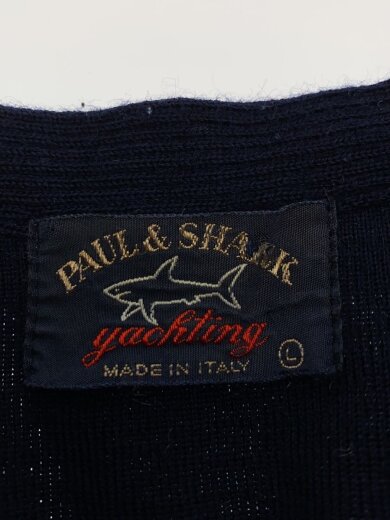 PAUL & SHARK
yachting
MADE IN ITALY
L